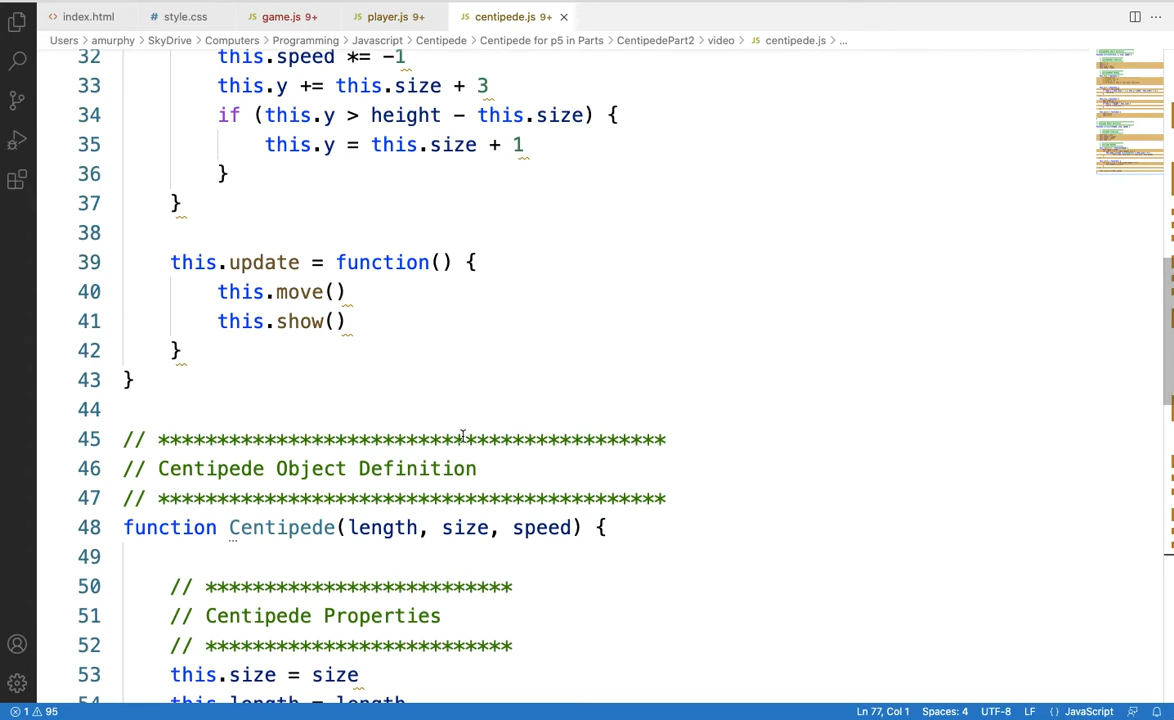 index.html style.css game.js 9+ player.js 9+ centipede.js 9+
Users > amurphy > SkyDrive > Computers > Programming > Javascript > Centipede > Centipede for p5 in Parts > CentipedePart2 > video > JS centipede.js > ...
32 this.speed *= -1
33 this.y += this.size + 3
34 if (this.y > height - this.size) {
35 this.y = this.size + 1
36 }
37 }
38
39 this.update = function() {
40 this.move()
41 this.show()
42 }
43 }
44
45 // *******************************************
46 // Centipede Object Definition
47 // *******************************************
48 function Centipede(length, size, speed) {
49
50 // **************************
51 // Centipede Properties
52 // **************************
53 this.size = size
54 this.length = length
1 95 Ln 77, Col 1 Spaces: 4 UTF-8 LF {} JavaScript